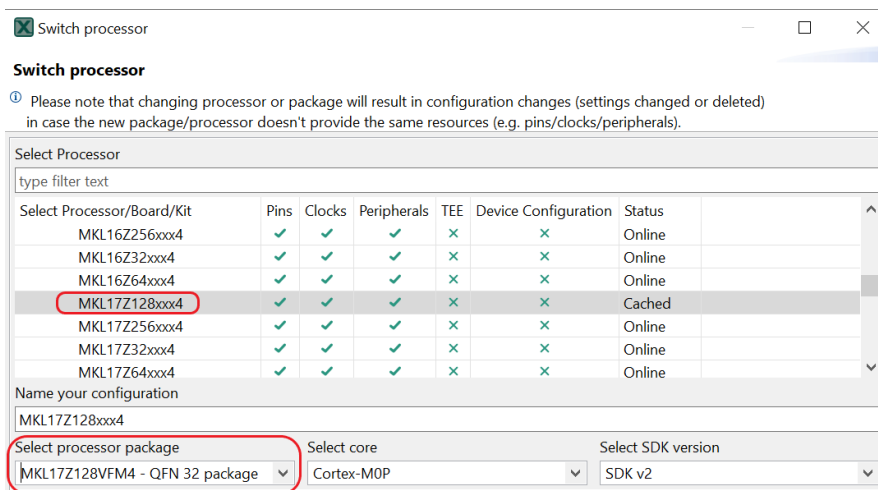 Switch processor
Switch processor
Please note that changing processor or package will result in configuration changes (settings changed or deleted)
in case the new package/processor doesn't provide the same resources (e.g. pins/clocks/peripherals).
Select Processor
type filter text
Select Processor/Board/Kit Pins Clocks Peripherals TEE Device Configuration Status
MKL16Z256xxx4 ✔ ✔ ✔ ✕ ✕ Online
MKL16Z32xxx4 ✔ ✔ ✔ ✕ ✕ Online
MKL16Z64xxx4 ✔ ✔ ✔ ✕ ✕ Online
MKL17Z128xxx4 ✔ ✔ ✔ ✕ ✕ Cached
MKL17Z256xxx4 ✔ ✔ ✔ ✕ ✕ Online
MKL17Z32xxx4 ✔ ✔ ✔ ✕ ✕ Online
MKL17Z64xxx4 ✔ ✔ ✔ ✕ ✕ Online
Name your configuration
MKL17Z128xxx4
Select processor package Select core Select SDK version
MKL17Z128VFM4 - QFN 32 package Cortex-M0P SDK v2